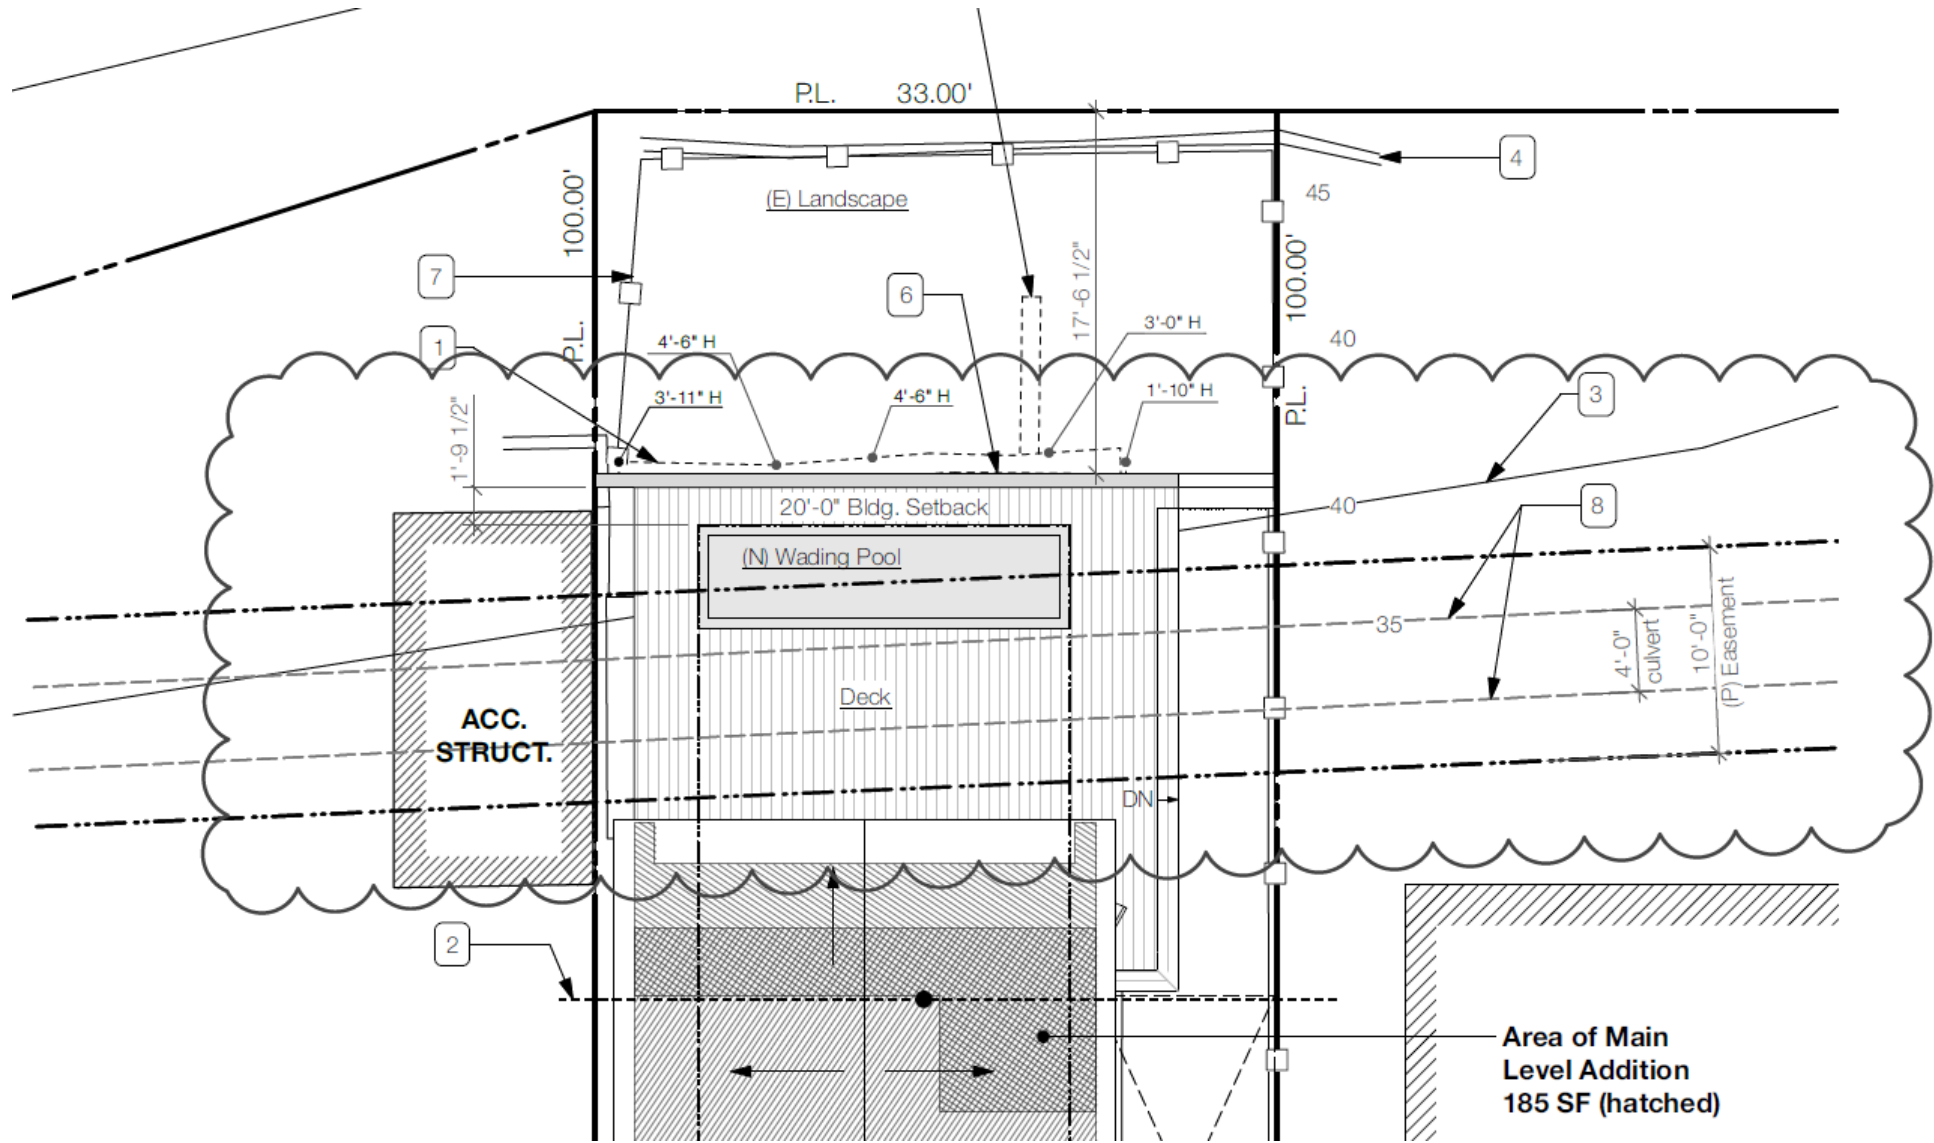 P.L. 33.00'
4
(E) Landscape
45
100.00'
100.00'
17'-6 1/2"
7
6
3'-0" H
4'-6" H
1
P.L.
40
3'-11" H
4'-6" H
1'-10" H
P.L.
3
1'-9 1/2"
20'-0" Bldg. Setback
40
8
(N) Wading Pool
35
4'-0"
culvert
10'-0"
(P) Easement
Deck
ACC.
STRUCT.
DN
2
Area of Main
Level Addition
185 SF (hatched)